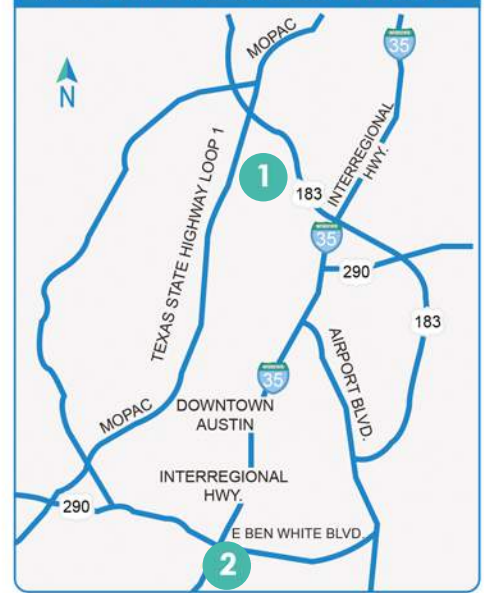 MOPAC
INTERSTATE
35
N
INTERREGIONAL
HWY.
TEXAS STATE HIGHWAY LOOP 1
1
183
35
290
183
AIRPORT BLVD.
35
DOWNTOWN
AUSTIN
MOPAC
INTERREGIONAL
HWY.
290
E BEN WHITE BLVD.
2